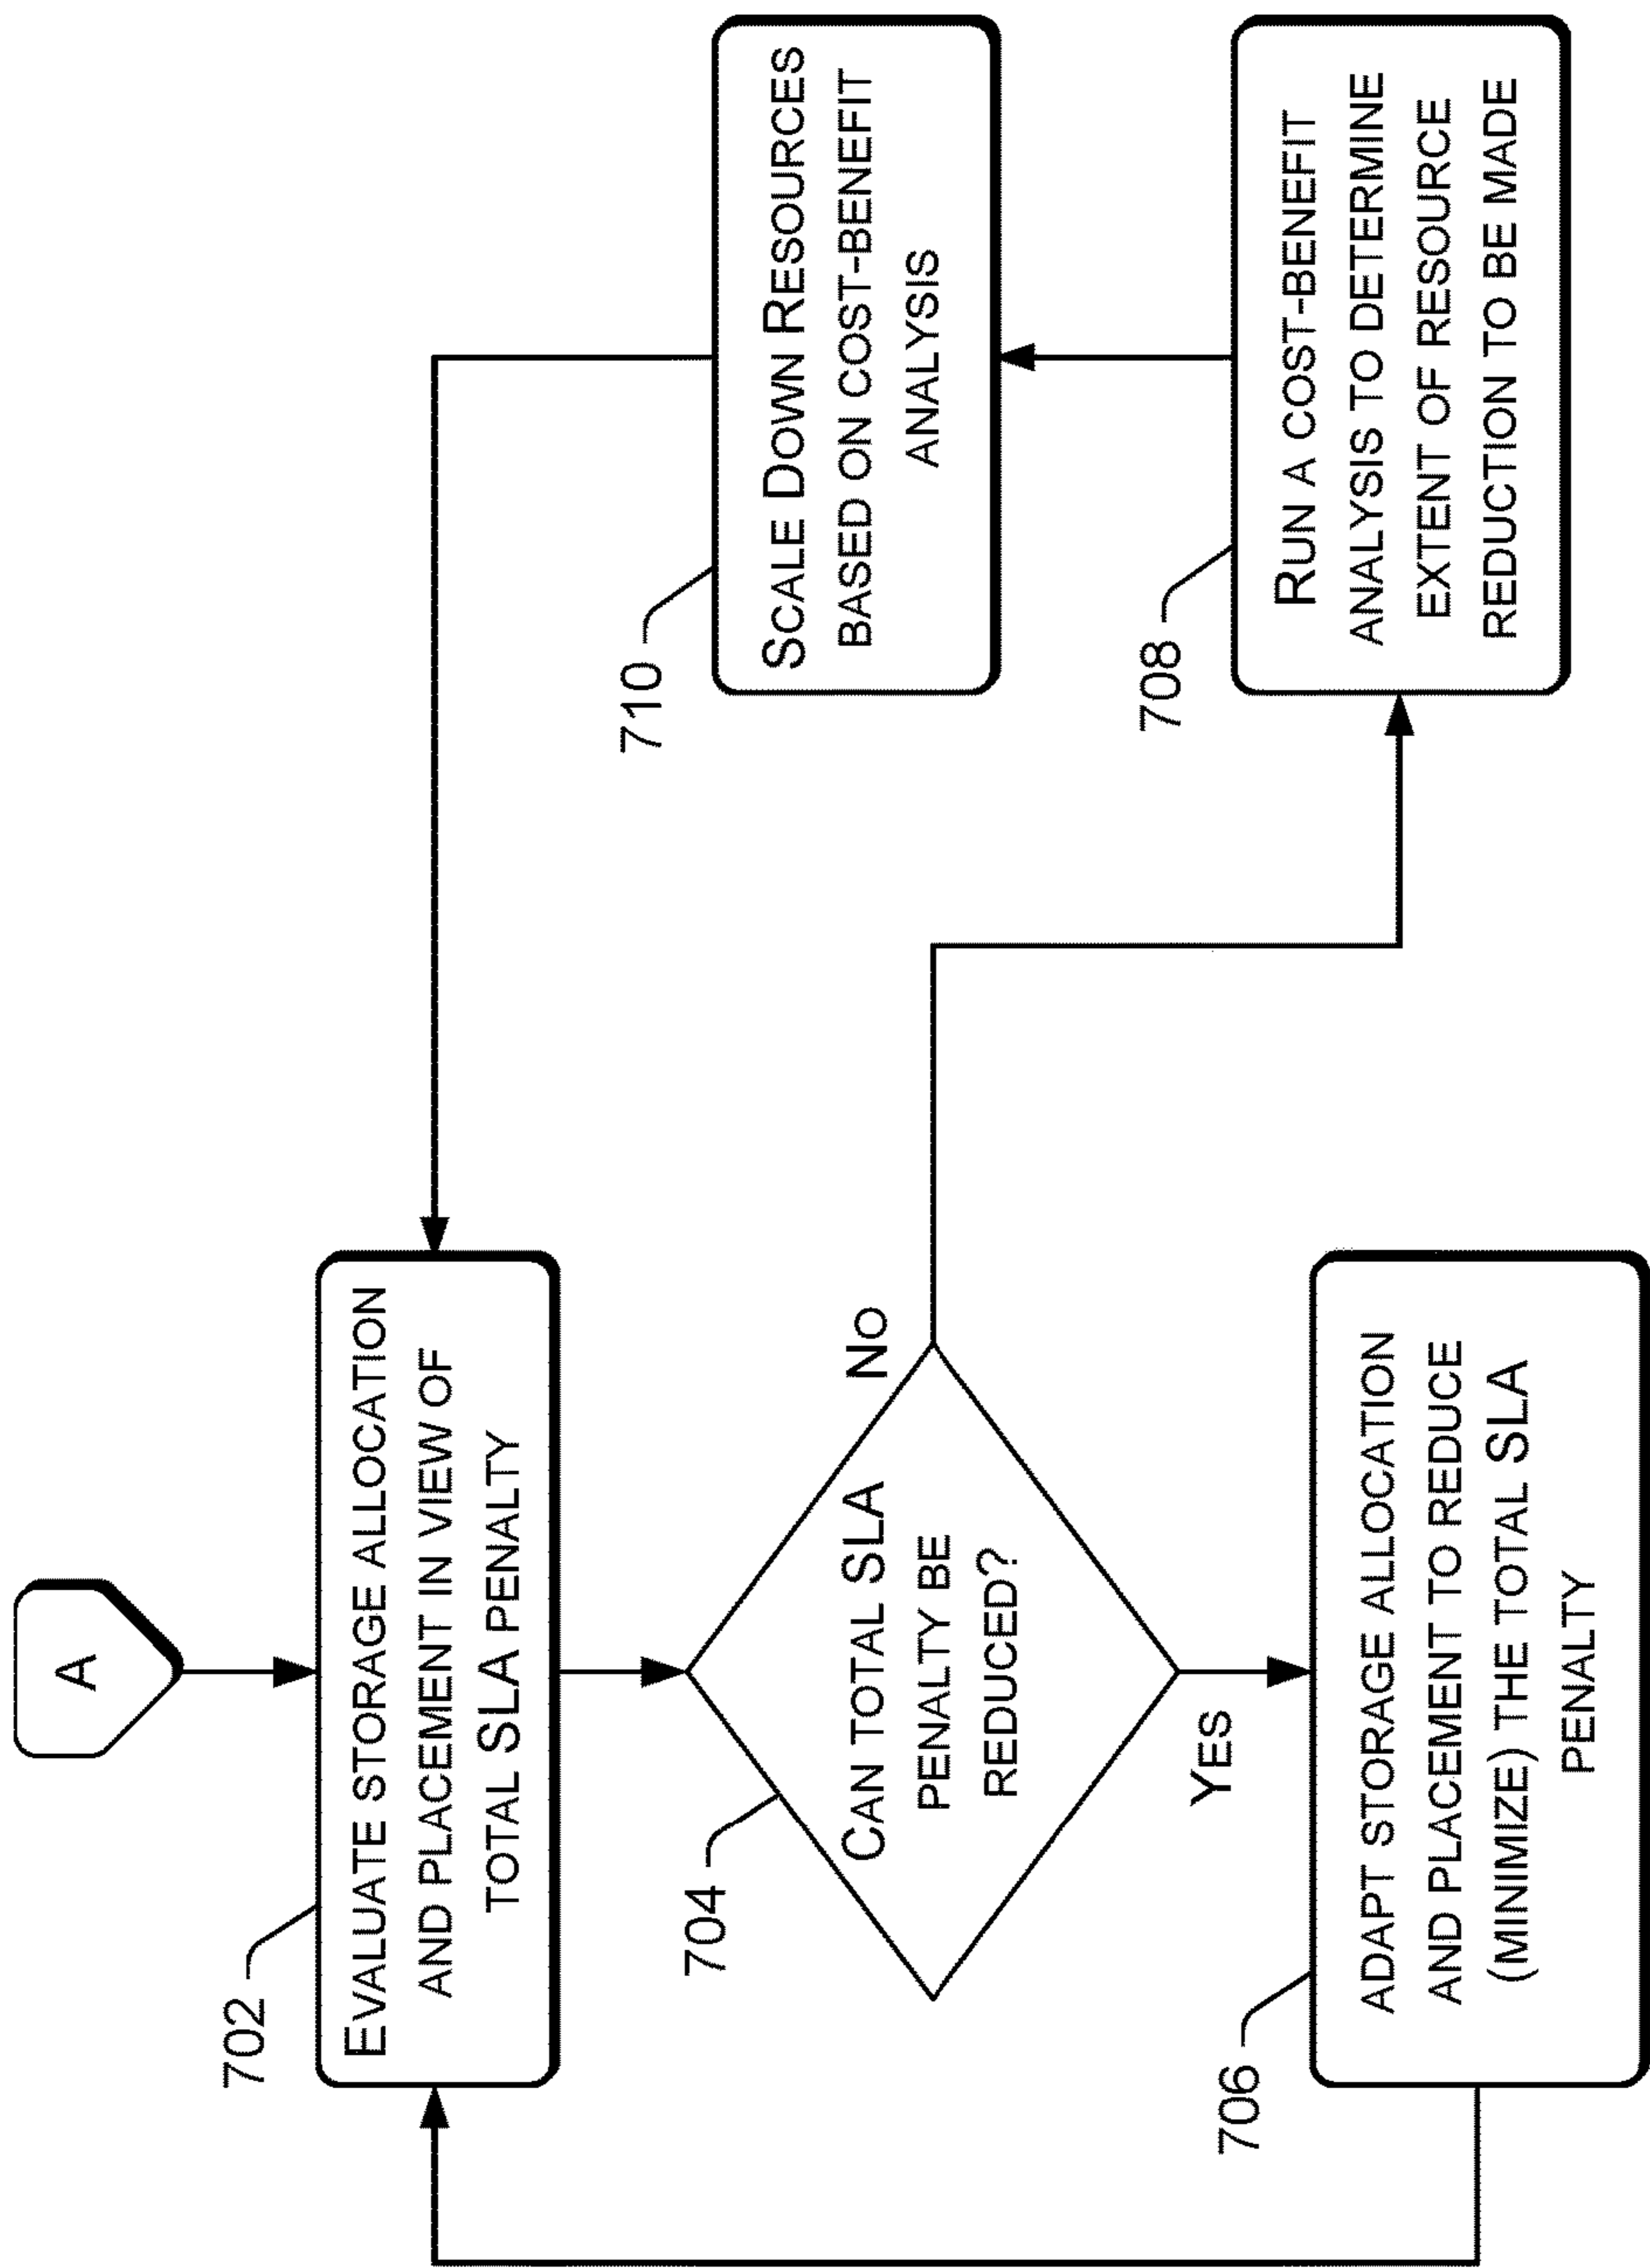 A
702
EVALUATE STORAGE ALLOCATION
AND PLACEMENT IN VIEW OF
TOTAL SLA PENALTY
704
CAN TOTAL SLA
PENALTY BE
REDUCED?
NO
YES
706
ADAPT STORAGE ALLOCATION
AND PLACEMENT TO REDUCE
(MINIMIZE) THE TOTAL SLA
PENALTY
710
SCALE DOWN RESOURCES
BASED ON COST-BENEFIT
ANALYSIS
708
RUN A COST-BENEFIT
ANALYSIS TO DETERMINE
EXTENT OF RESOURCE
REDUCTION TO BE MADE